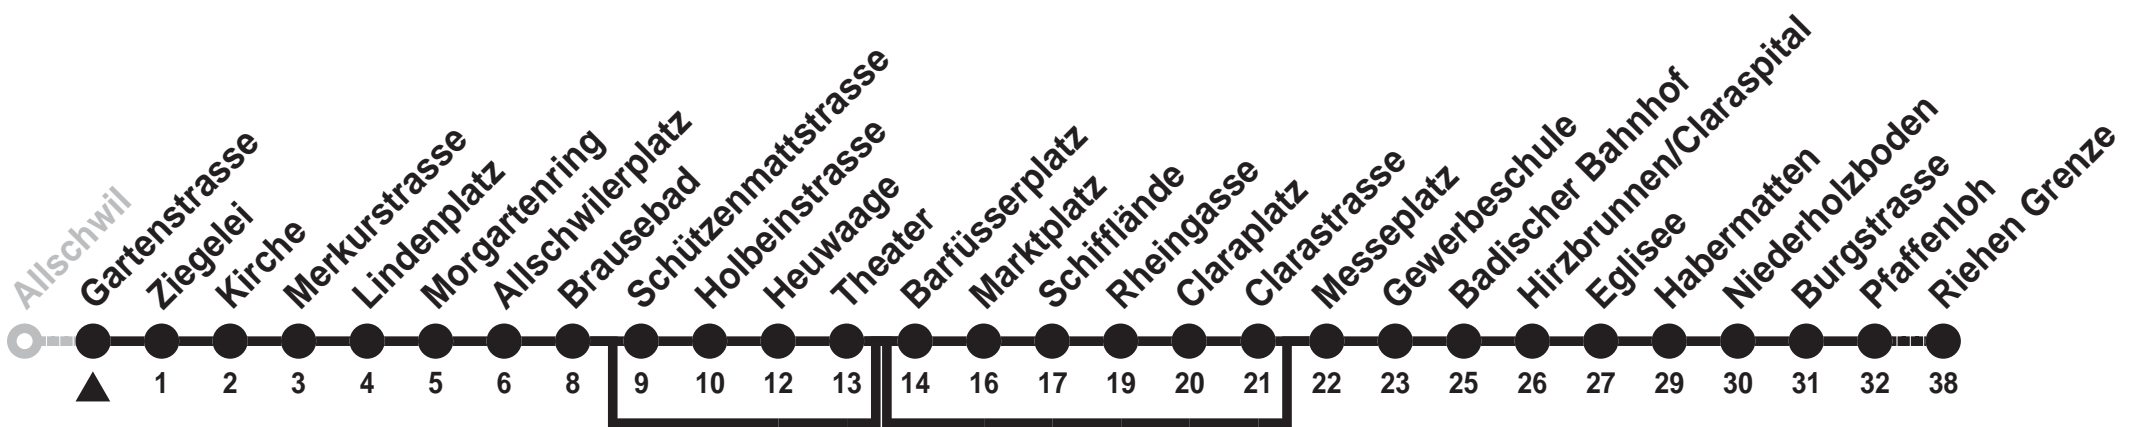 Allschwil
Gartenstrasse
Ziegelei
Kirche
Merkurstrasse
Lindenplatz
Morgartenring
Allschwilerplatz
Brausebad
Schützenmattstrasse
Holbeinstrasse
Heuwaage
Theater
Barfüsserplatz
Marktplatz
Schifflände
Rheingasse
Claraplatz
Clarastrasse
Messeplatz
Gewerbeschule
Badischer Bahnhof
Hirzbrunnen/Claraspital
Eglisee
Habermatten
Niederholzboden
Burgstrasse
Pfaffenloh
Riehen Grenze
1 2 3 4 5 6 8 9 10 12 13 14 16 17 19 20 21 22 23 25 26 27 29 30 31 32 38